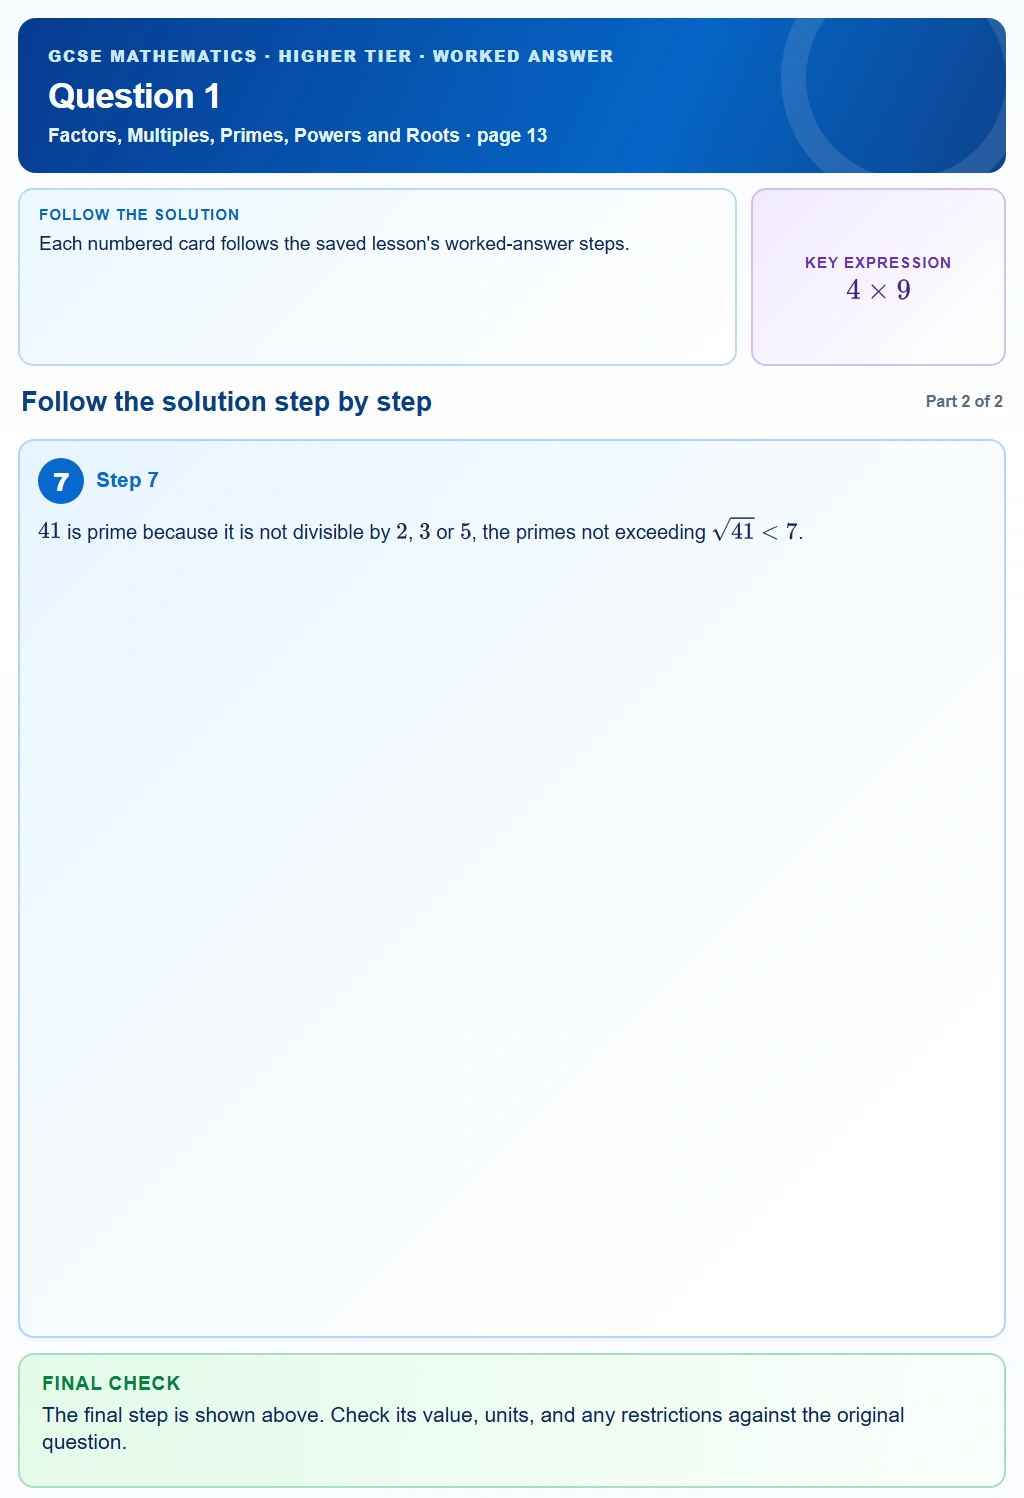 GCSE MATHEMATICS · HIGHER TIER · WORKED ANSWER
Question 1
Factors, Multiples, Primes, Powers and Roots · page 13
FOLLOW THE SOLUTION
Each numbered card follows the saved lesson's worked-answer steps.
KEY EXPRESSION
4 × 9
Follow the solution step by step
Part 2 of 2
7 Step 7
41 is prime because it is not divisible by 2, 3 or 5, the primes not exceeding √41 < 7.
FINAL CHECK
The final step is shown above. Check its value, units, and any restrictions against the original
question.